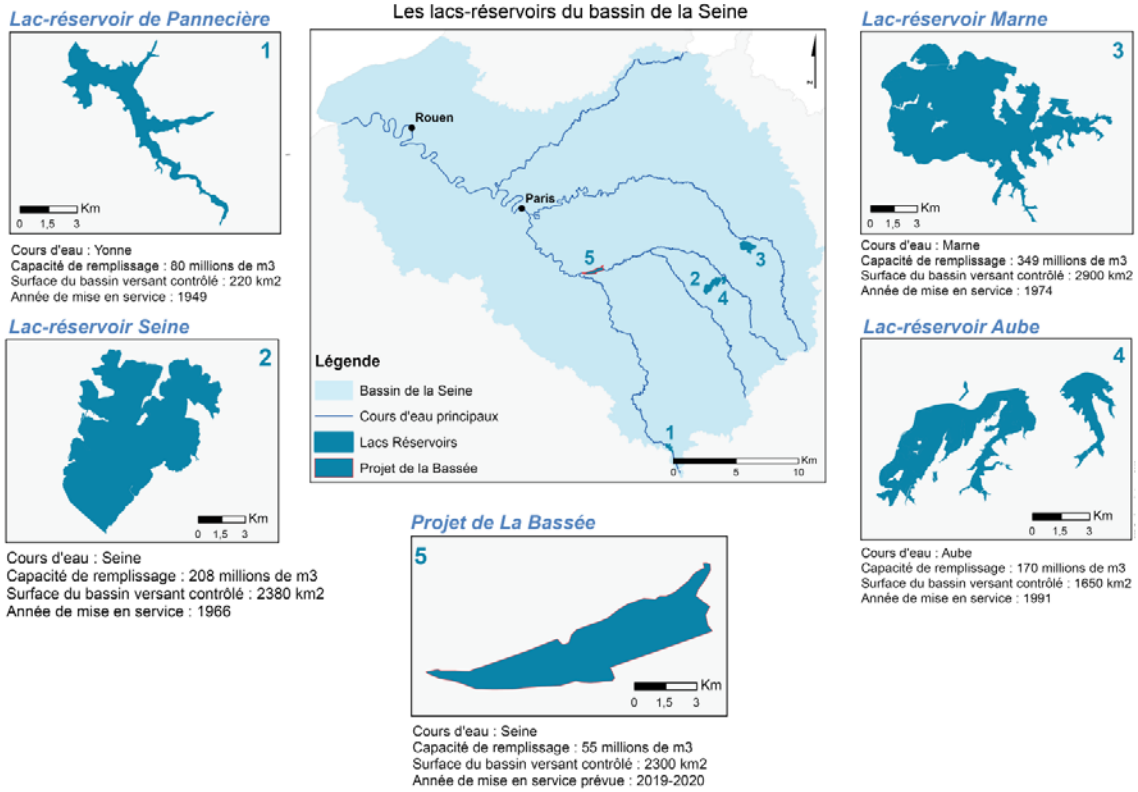 Les lacs-réservoirs du bassin de la Seine
Lac-réservoir de Pannecière
1
Km
0 1,5 3
Cours d'eau : Yonne
Capacité de remplissage : 80 millions de m3
Surface du bassin versant contrôlé : 220 km2
Année de mise en service : 1949
Lac-réservoir Seine
2
Km
0 1,5 3
Cours d'eau : Seine
Capacité de remplissage : 208 millions de m3
Surface du bassin versant contrôlé : 2380 km2
Année de mise en service : 1966
Rouen
Paris
5
3
2
4
1
N
Légende
Bassin de la Seine
Cours d'eau principaux
Lacs Réservoirs
Projet de la Bassée
Km
0 5 10
Lac-réservoir Marne
3
Km
0 1,5 3
Cours d'eau : Marne
Capacité de remplissage : 349 millions de m3
Surface du bassin versant contrôlé : 2900 km2
Année de mise en service : 1974
Lac-réservoir Aube
4
Km
0 1,5 3
Cours d'eau : Aube
Capacité de remplissage : 170 millions de m3
Surface du bassin versant contrôlé : 1650 km2
Année de mise en service : 1991
Projet de La Bassée
5
Km
0 1,5 3
Cours d'eau : Seine
Capacité de remplissage : 55 millions de m3
Surface du bassin versant contrôlé : 2300 km2
Année de mise en service prévue : 2019-2020